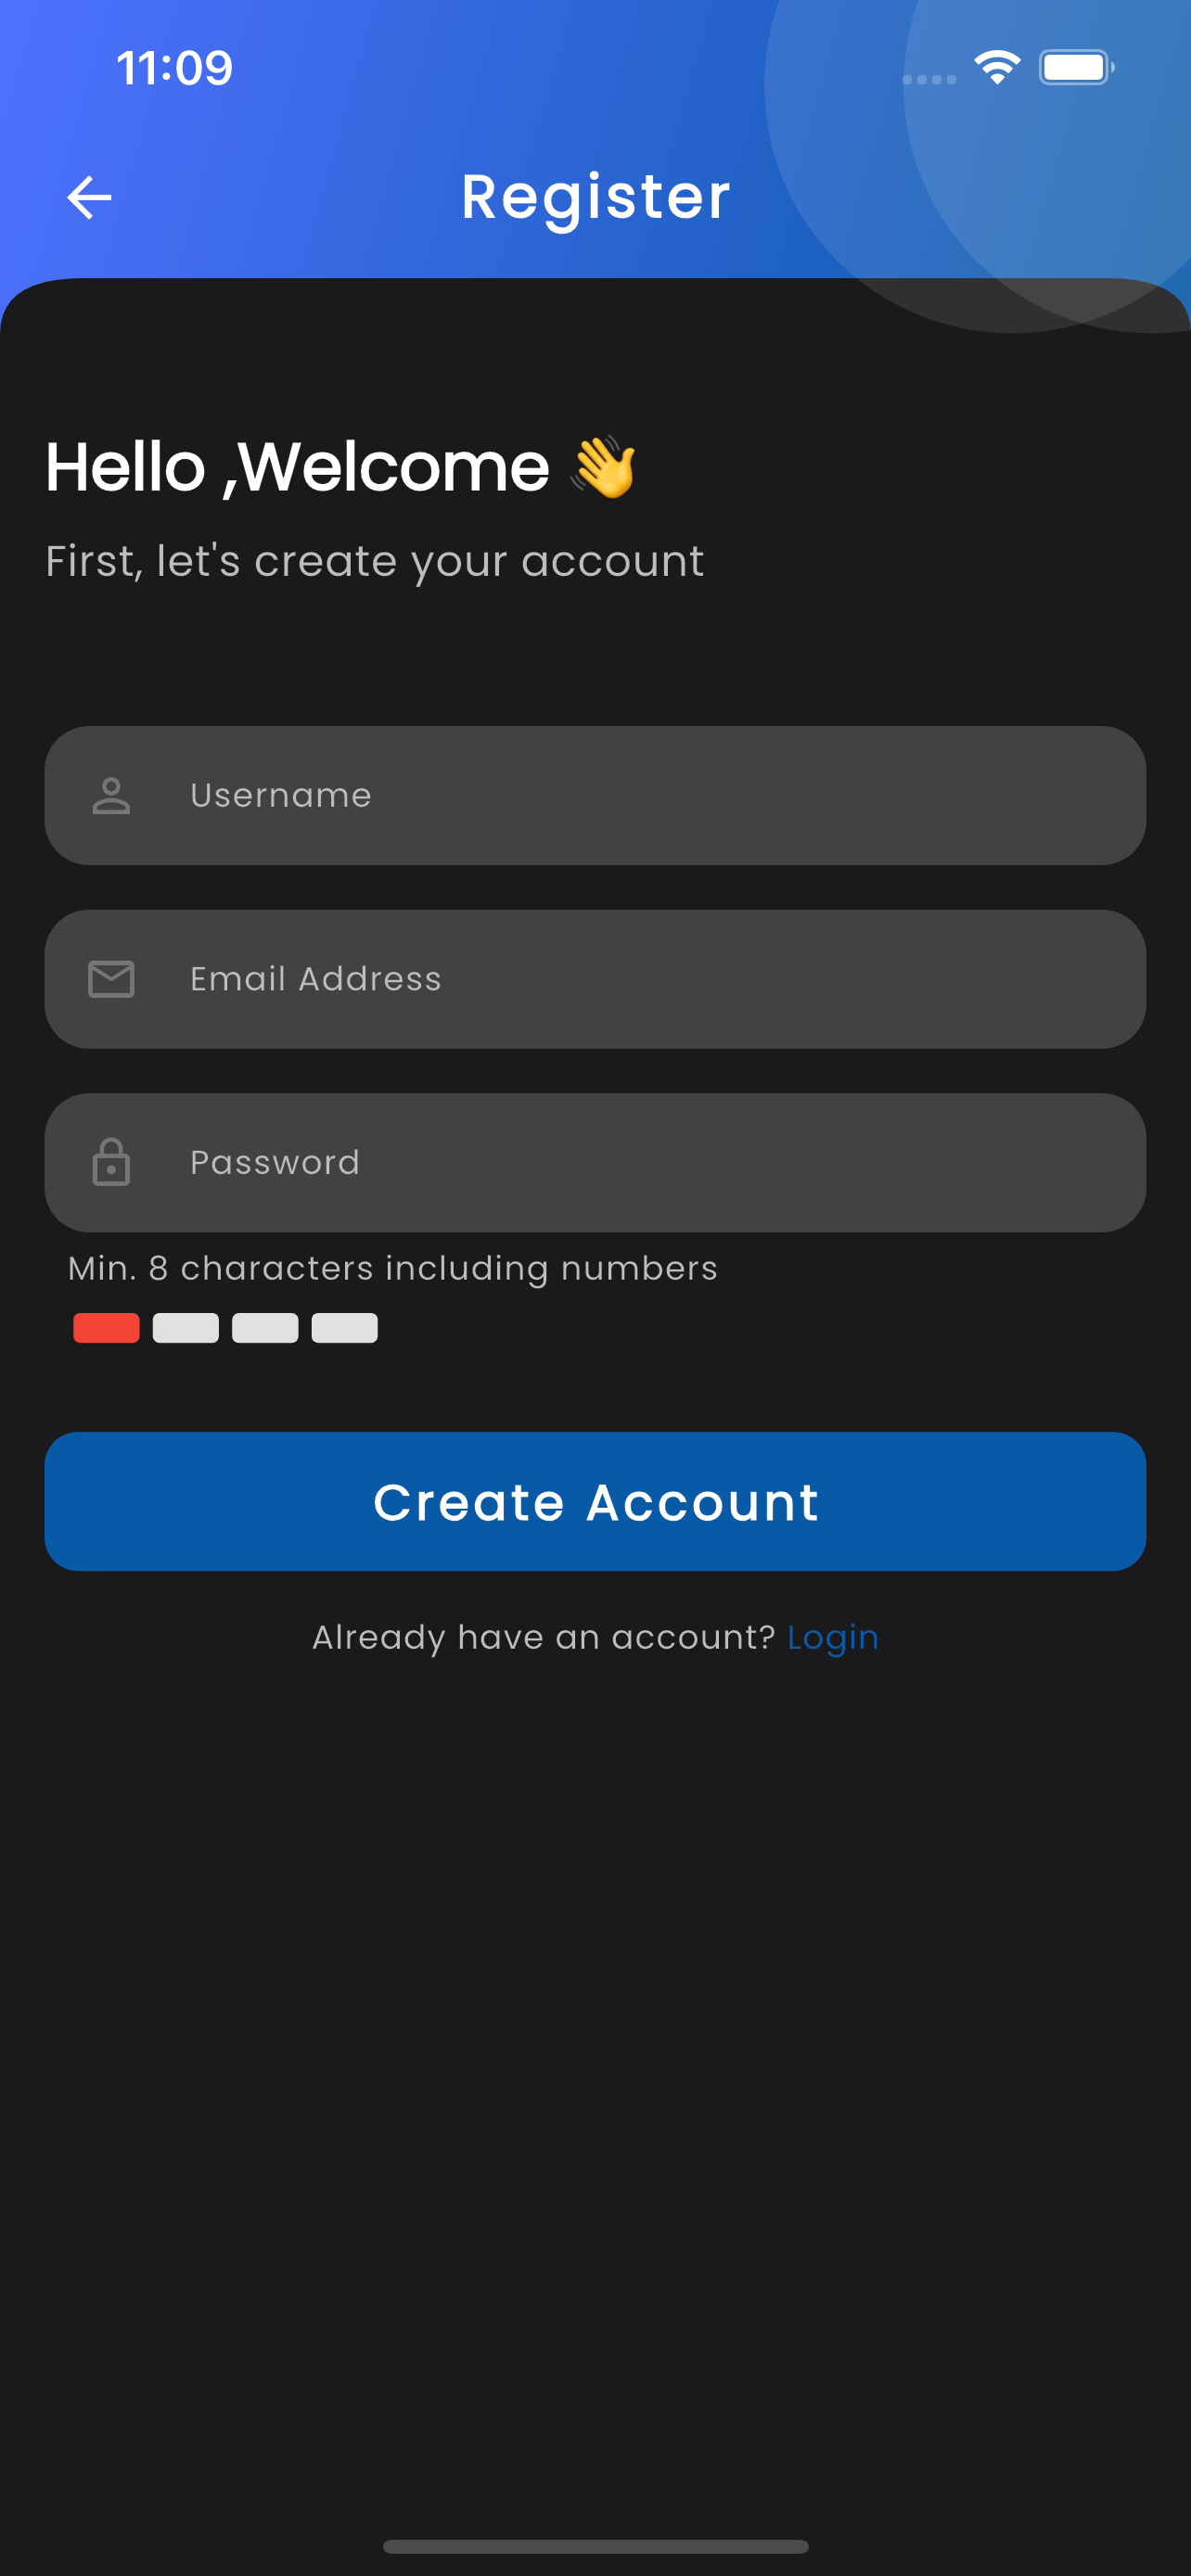 11:09
Register
Hello ,Welcome 👋
First, let's create your account
Username
Email Address
Password
Min. 8 characters including numbers
Create Account
Already have an account? Login